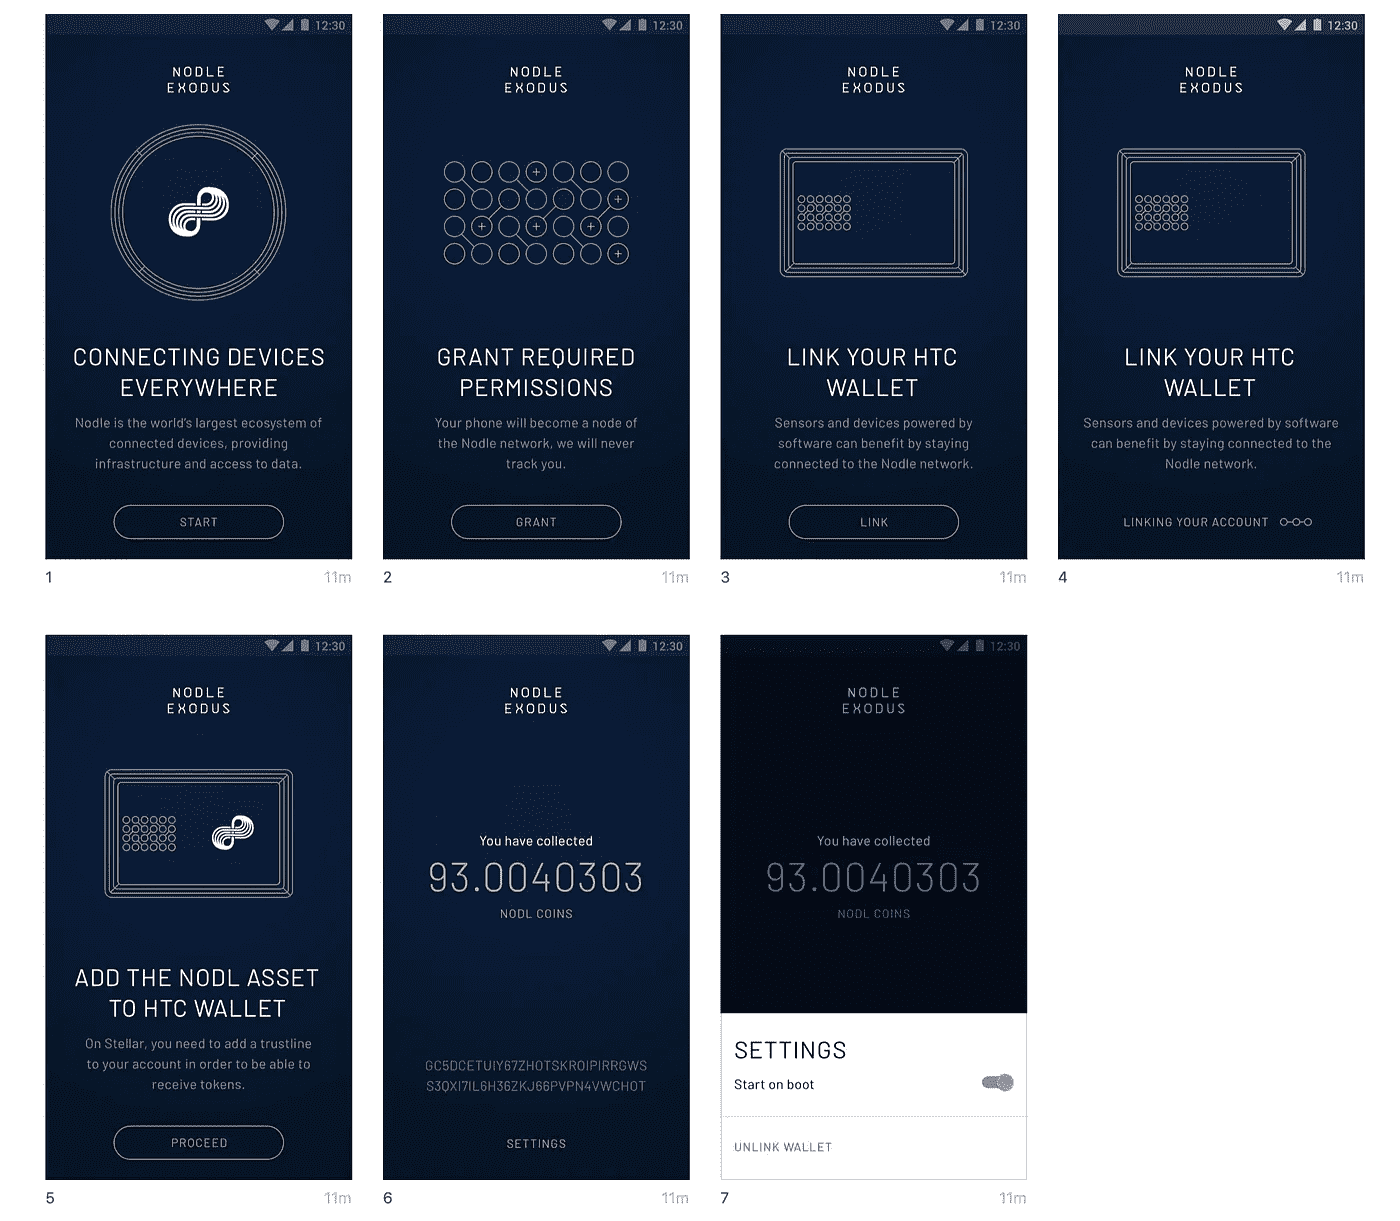 12:30
NODLE
EXODUS
CONNECTING DEVICES
EVERYWHERE
Nodle is the world's largest ecosystem of
connected devices, providing
infrastructure and access to data.
START
1
11m
12:30
NODLE
EXODUS
GRANT REQUIRED
PERMISSIONS
Your phone will become a node of
the Nodle network, we will never
track you.
GRANT
2
11m
12:30
NODLE
EXODUS
LINK YOUR HTC
WALLET
Sensors and devices powered by
software can benefit by staying
connected to the Nodle network.
LINK
3
11m
12:30
NODLE
EXODUS
LINK YOUR HTC
WALLET
Sensors and devices powered by software
can benefit by staying connected to the
Nodle network.
LINKING YOUR ACCOUNT
4
11m
12:30
NODLE
EXODUS
ADD THE NODL ASSET
TO HTC WALLET
On Stellar, you need to add a trustline
to your account in order to be able to
receive tokens.
PROCEED
5
11m
12:30
NODLE
EXODUS
You have collected
93.0040303
NODL COINS
GC5DCETUIY67ZHOTSKROIPIRRGWS
S3QXI7IL6H36ZKJ66PVPN4VWCHOT
SETTINGS
6
11m
12:30
NODLE
EXODUS
You have collected
93.0040303
NODL COINS
SETTINGS
Start on boot
UNLINK WALLET
7
11m